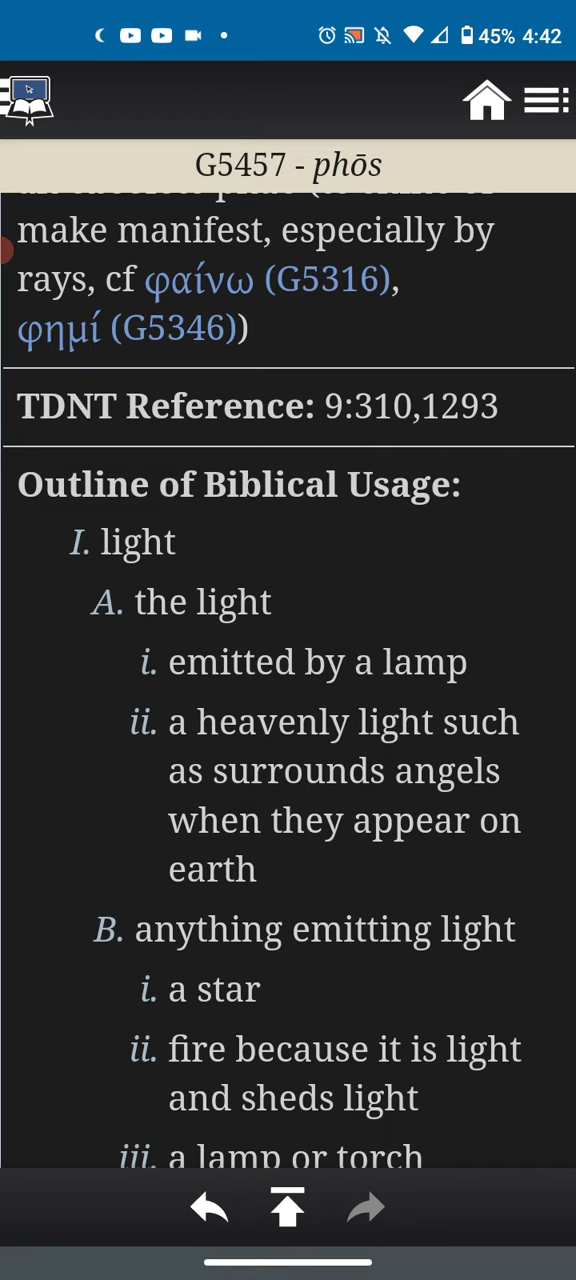 45% 4:42
G5457 - phōs
make manifest, especially by
rays, cf φαίνω (G5316),
φημί (G5346))
TDNT Reference: 9:310,1293
Outline of Biblical Usage:
I. light
A. the light
i. emitted by a lamp
ii. a heavenly light such
as surrounds angels
when they appear on
earth
B. anything emitting light
i. a star
ii. fire because it is light
and sheds light
iii. a lamp or torch